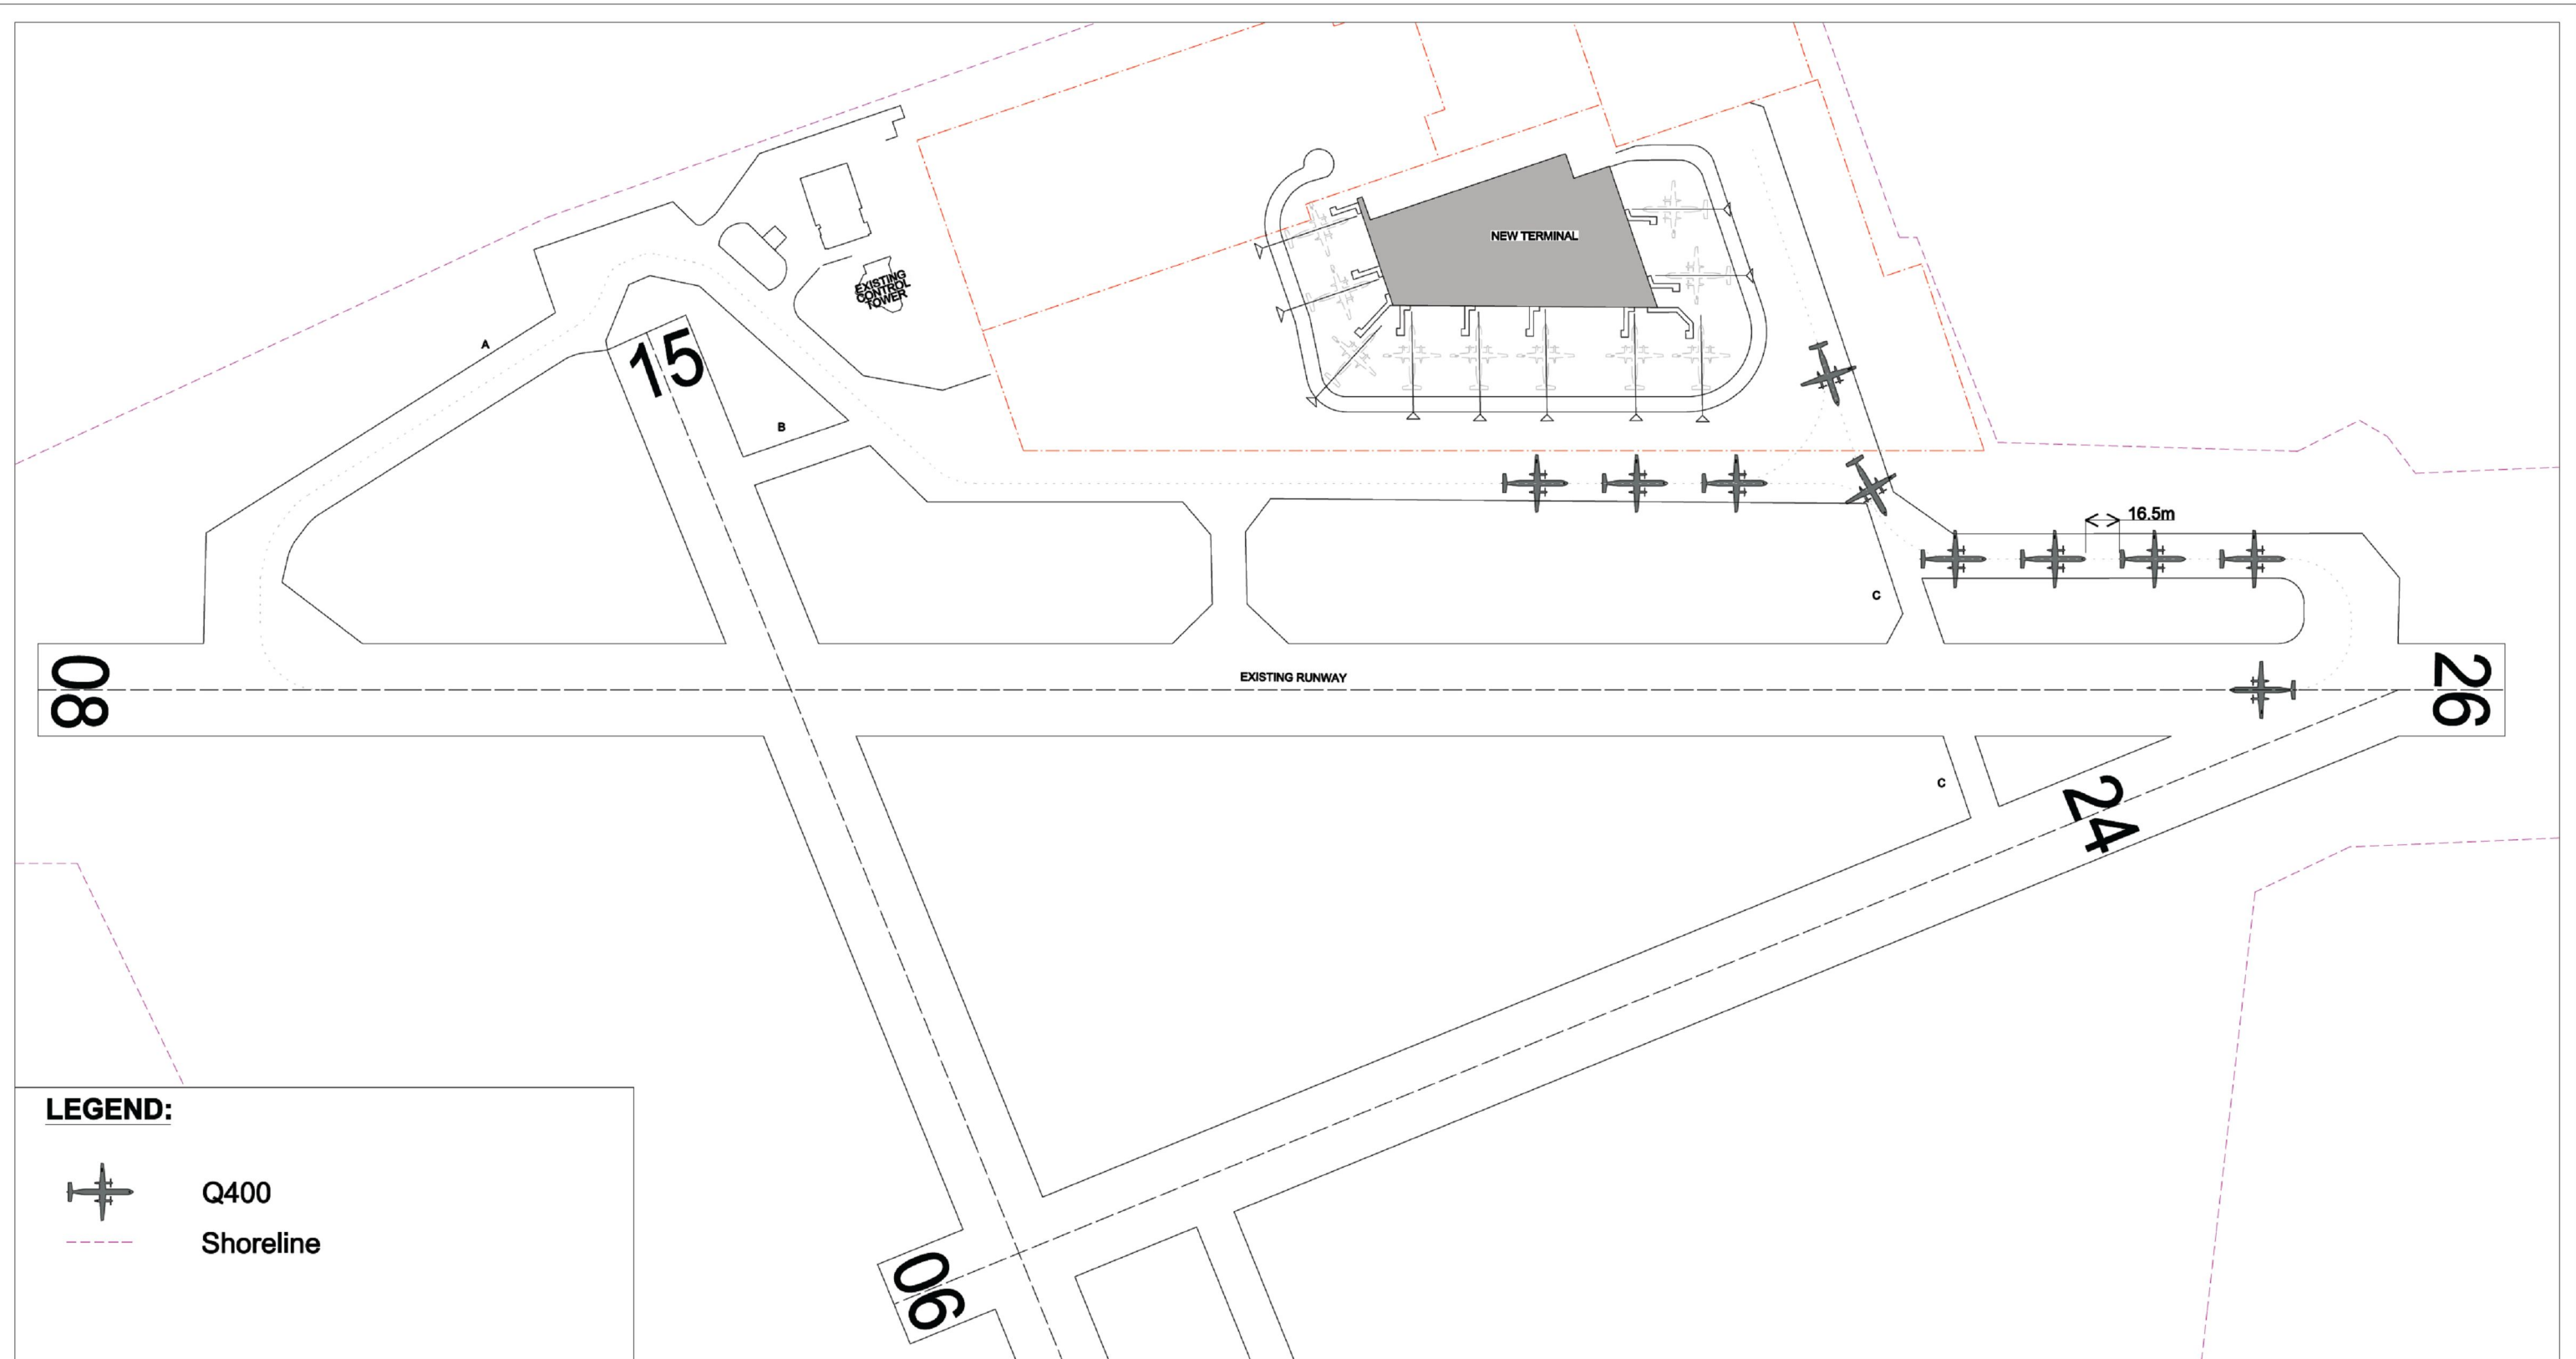 NEW TERMINAL
EXISTING
CONTROL
TOWER
A
15
B
16.5m
C
08
EXISTING RUNWAY
26
C
24
LEGEND:
Q400
Shoreline
06